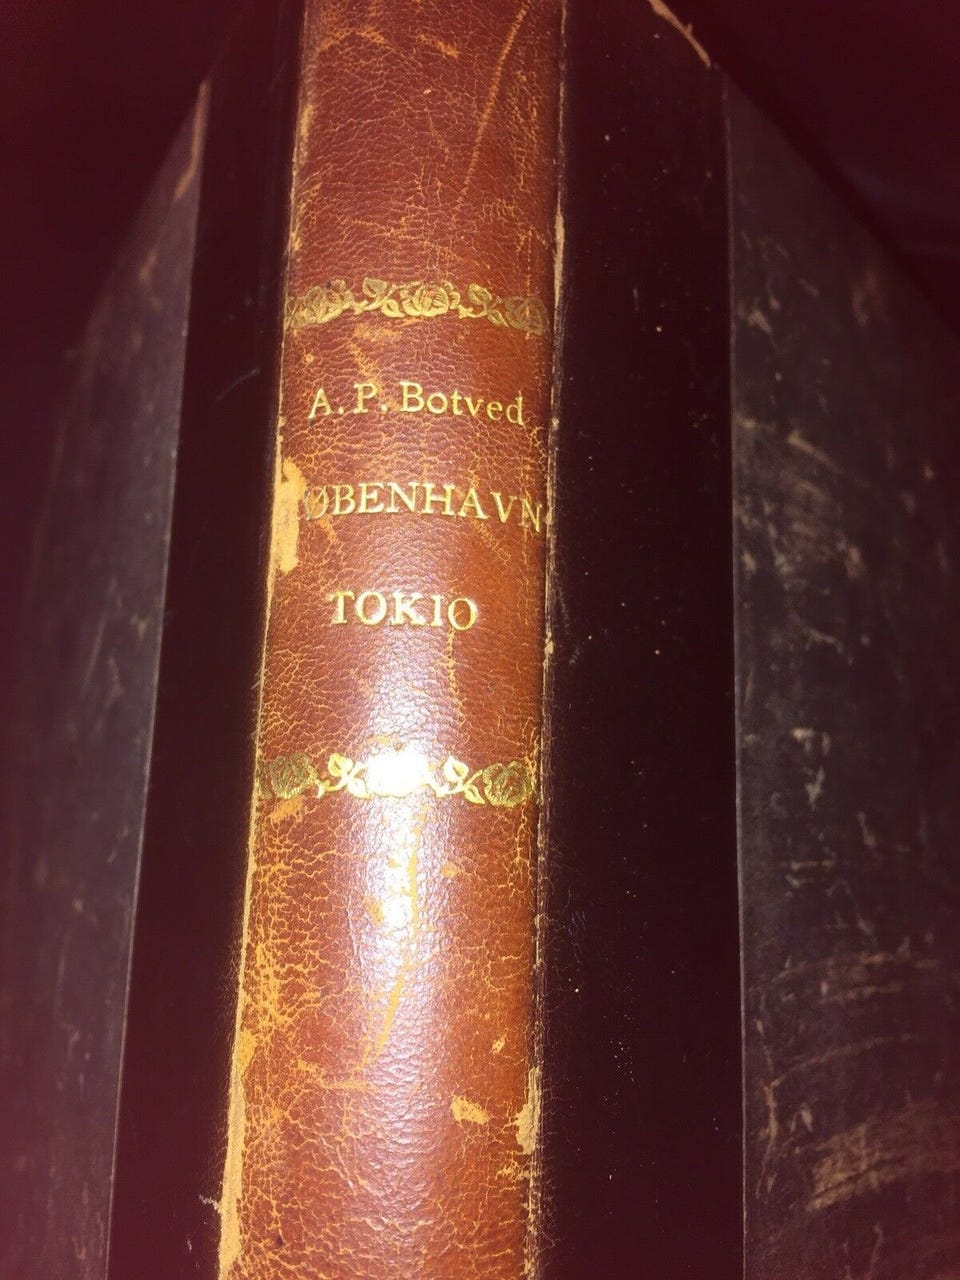 A. P. Botved
KØBENHAVN
TOKIO